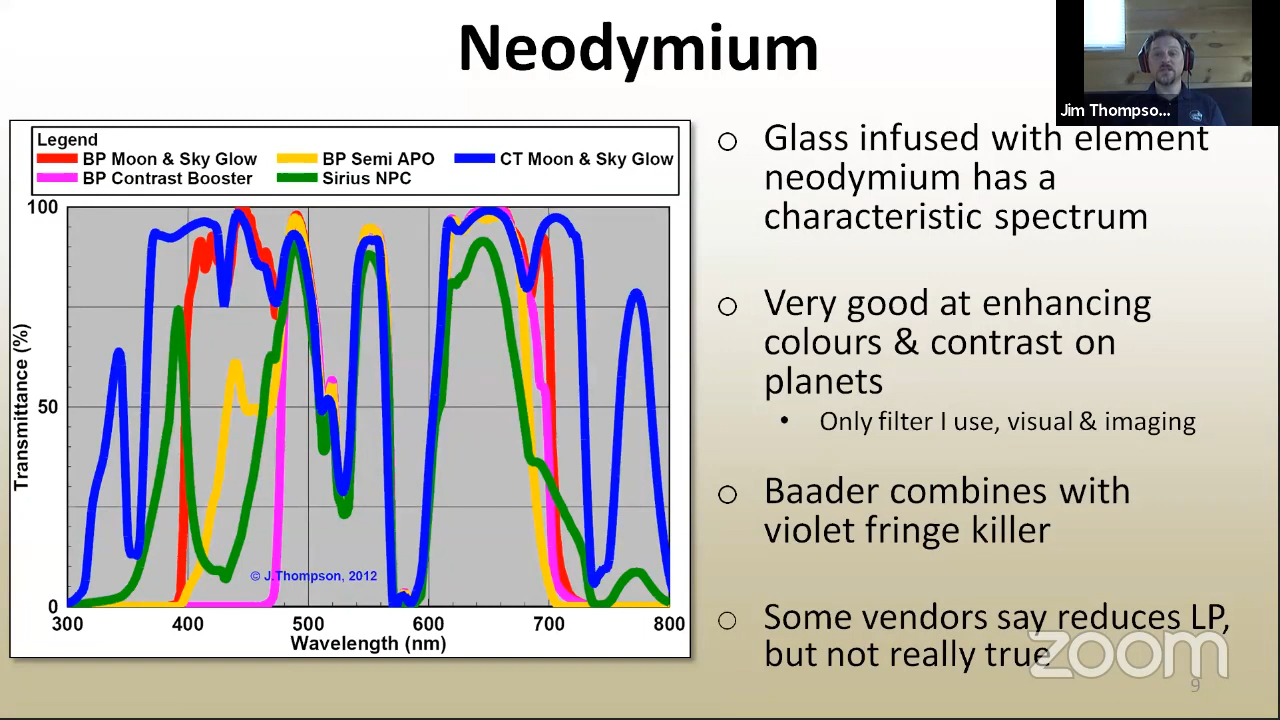 Neodymium
Jim Thompso...
Legend
BP Moon & Sky Glow
BP Semi APO
CT Moon & Sky Glow
BP Contrast Booster
Sirius NPC
100
50
0
Transmittance (%)
300 400 500 600 700 800
Wavelength (nm)
© J.Thompson, 2012
Glass infused with element
neodymium has a
characteristic spectrum
Very good at enhancing
colours & contrast on
planets
Only filter I use, visual & imaging
Baader combines with
violet fringe killer
Some vendors say reduces LP,
but not really true
zoom
9